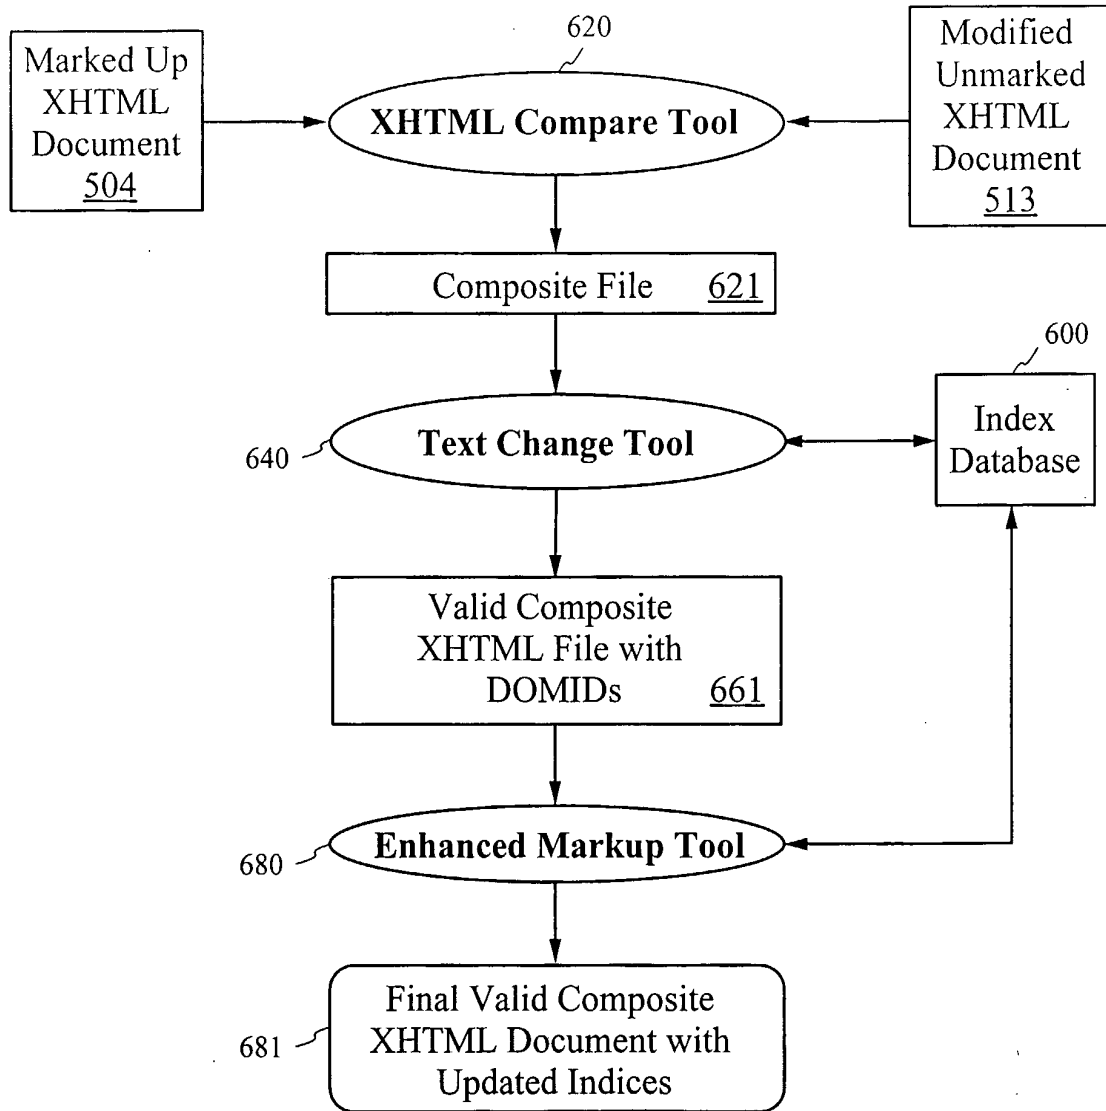 620
Marked Up
XHTML
Document
504
XHTML Compare Tool
Modified
Unmarked
XHTML
Document
513
Composite File 621
600
Index
Database
640
Text Change Tool
Valid Composite
XHTML File with
DOMIDs 661
680
Enhanced Markup Tool
681
Final Valid Composite
XHTML Document with
Updated Indices